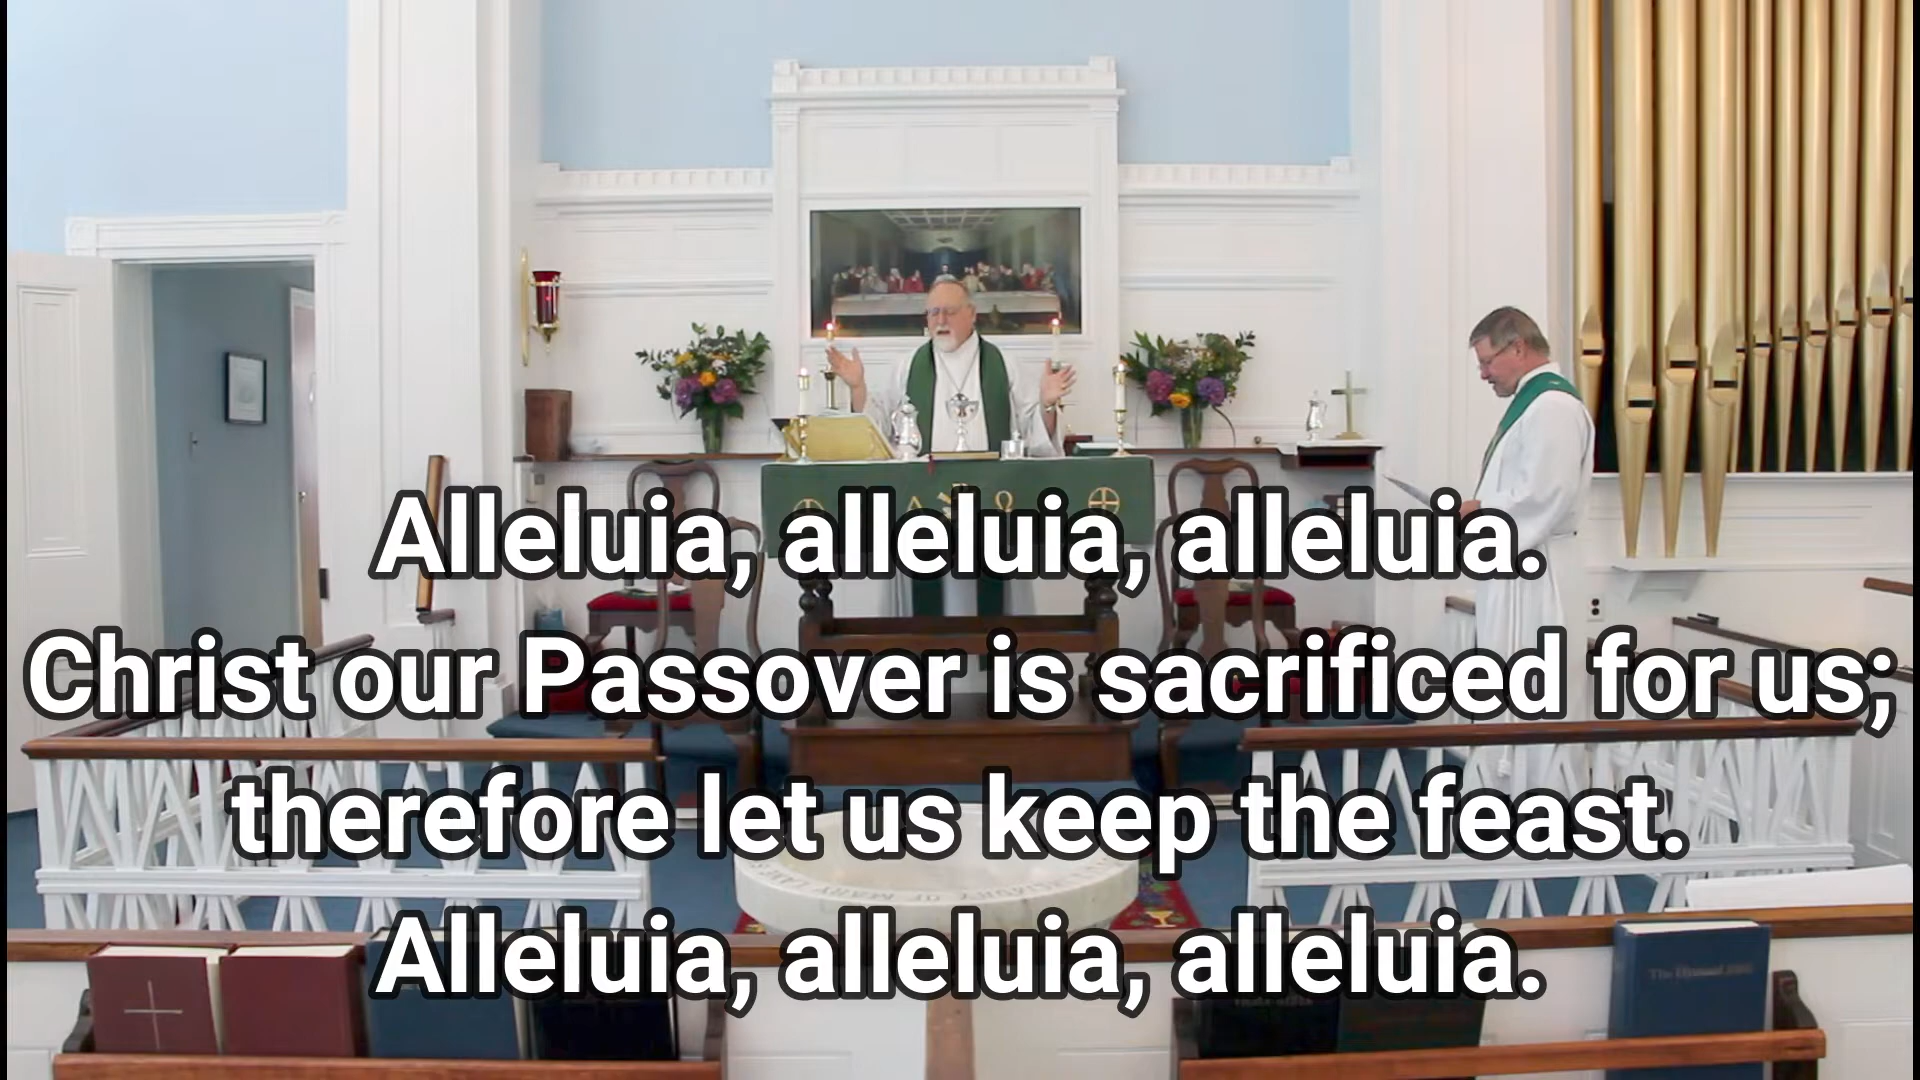 Alleluia, alleluia, alleluia.
Christ our Passover is sacrificed for us;
therefore let us keep the feast.
Alleluia, alleluia, alleluia.